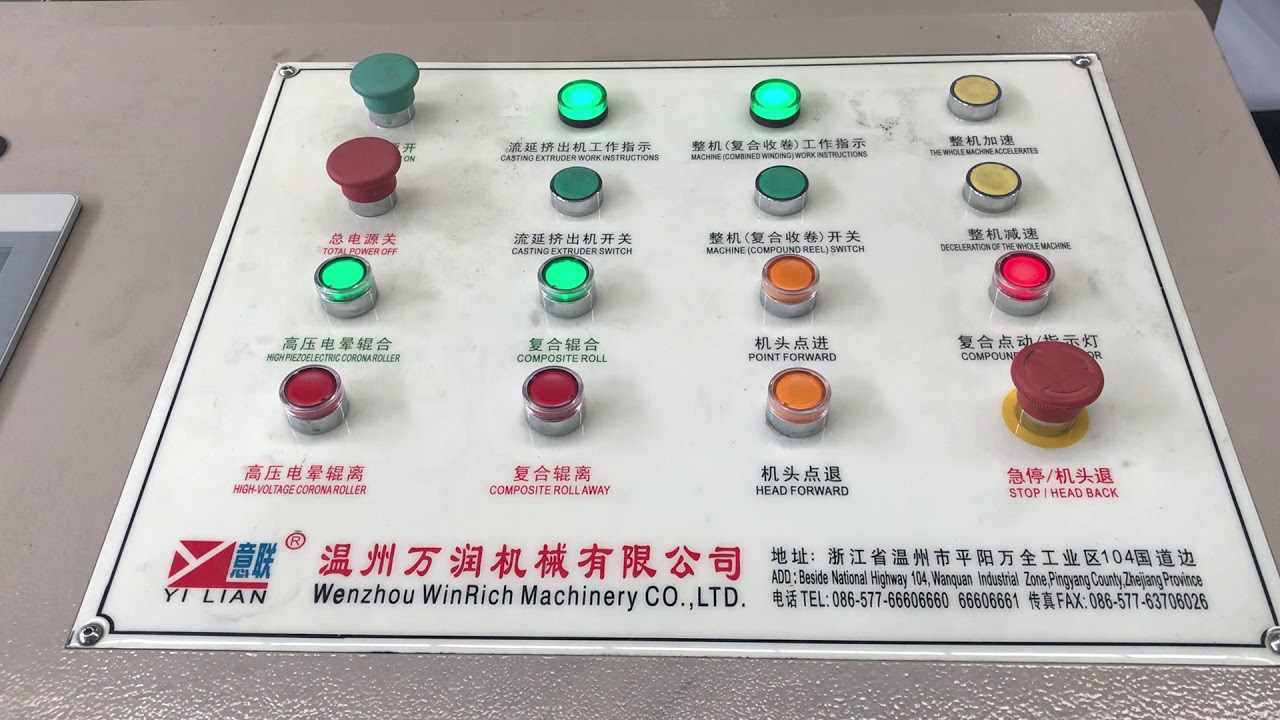 开
ON
流延挤出机工作指示
CASTING EXTRUDER WORK INSTRUCTIONS
整机(复合收卷)工作指示
MACHINE (COMBINED WINDING) WORK INSTRUCTIONS
整机加速
THE WHOLE MACHINE ACCELERATES
总电源关
TOTAL POWER OFF
流延挤出机开关
CASTING EXTRUDER SWITCH
整机(复合收卷)开关
MACHINE (COMPOUND REEL) SWITCH
整机减速
DECELERATION OF THE WHOLE MACHINE
高压电晕辊合
HIGH PIEZOELECTRIC CORONA ROLLER
复合辊合
COMPOSITE ROLL
机头点进
POINT FORWARD
复合点动/指示灯
高压电晕辊离
HIGH-VOLTAGE CORONA ROLLER
复合辊离
COMPOSITE ROLL AWAY
机头点退
HEAD FORWARD
急停/机头退
STOP / HEAD BACK
意联
YI LIAN
®
温州万润机械有限公司
Wenzhou WinRich Machinery CO.,LTD.
地址: 浙江省温州市平阳万全工业区104国道边
ADD: Beside National Highway 104, Wanquan Industrial Zone,Pingyang County,Zhejiang Province
电话 TEL: 086-577-66606660 66606661 传真 FAX: 086-577-63706026